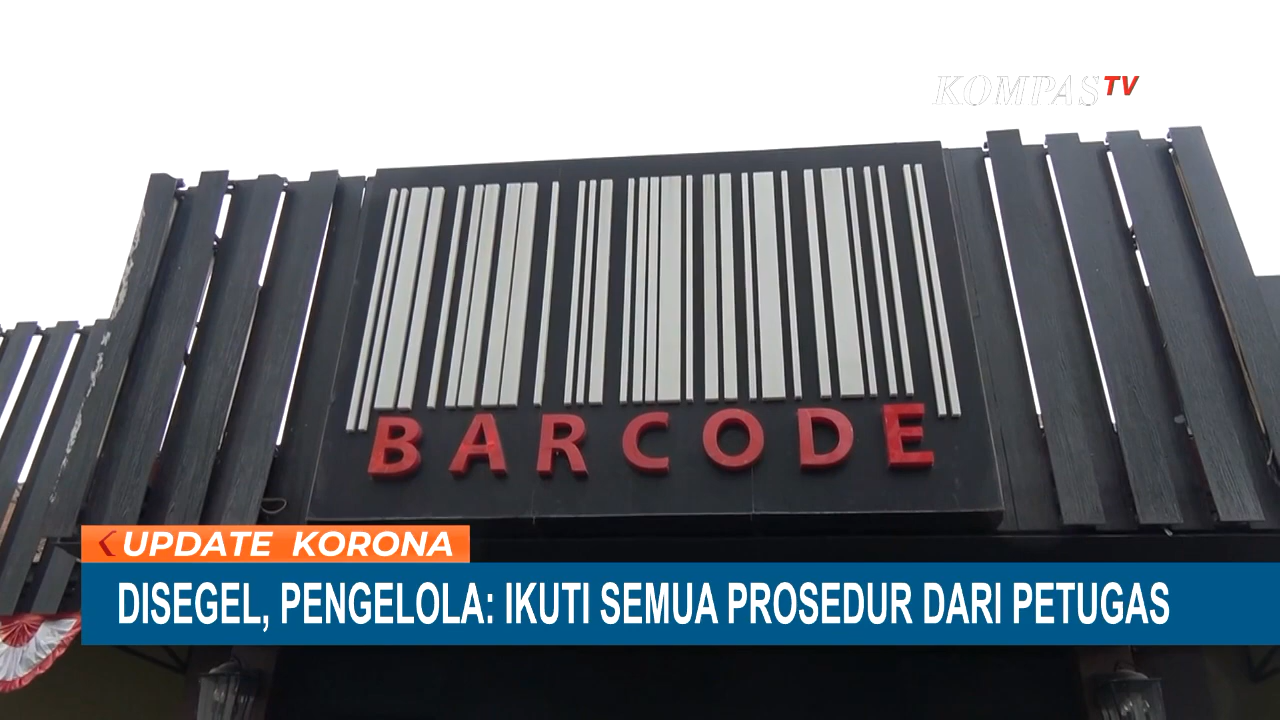 KOMPASTV
BARCODE
UPDATE KORONA
DISEGEL, PENGELOLA: IKUTI SEMUA PROSEDUR DARI PETUGAS